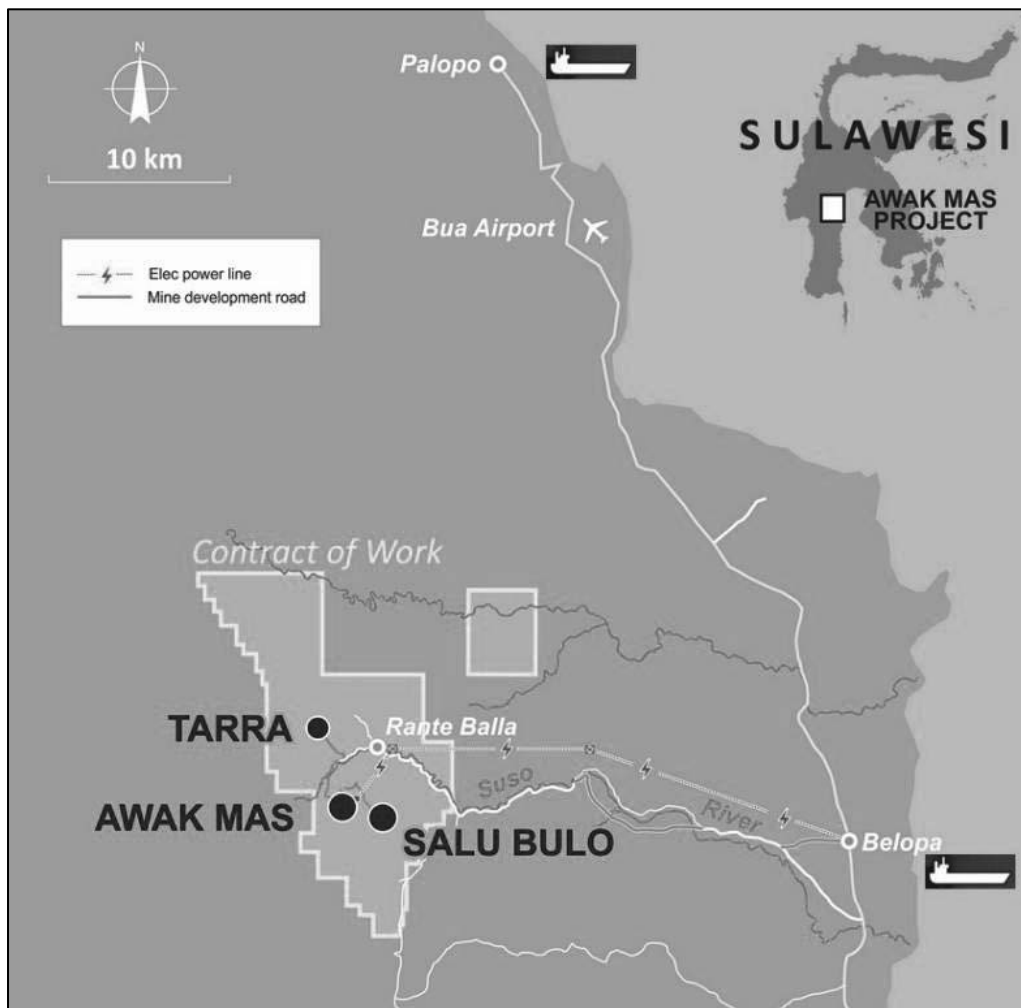 N
10 km
Elec power line
Mine development road
Palopo
Bua Airport
SULAWESI
AWAK MAS
PROJECT
Contract of Work
TARRA
Rante Balla
AWAK MAS
SALU BULO
Suso
River
Belopa